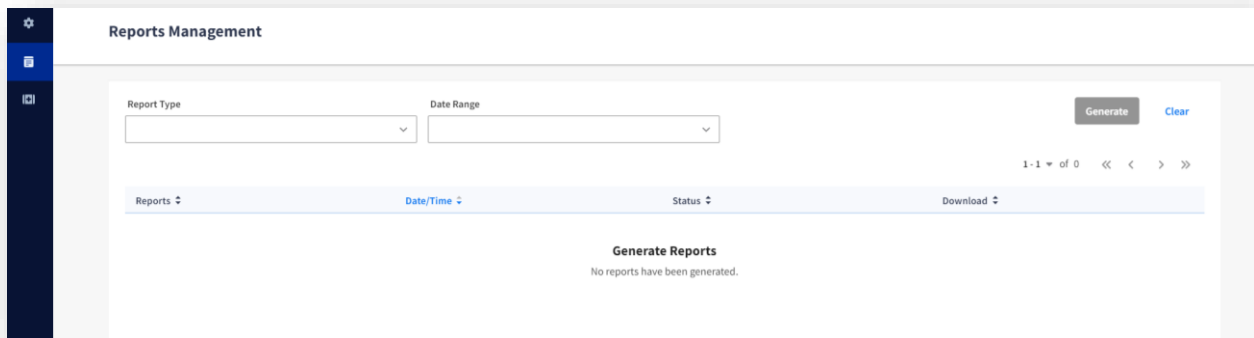 Reports Management
Report Type Date Range
Generate Clear
1-1 of 0
Reports Date/Time Status Download
Generate Reports
No reports have been generated.